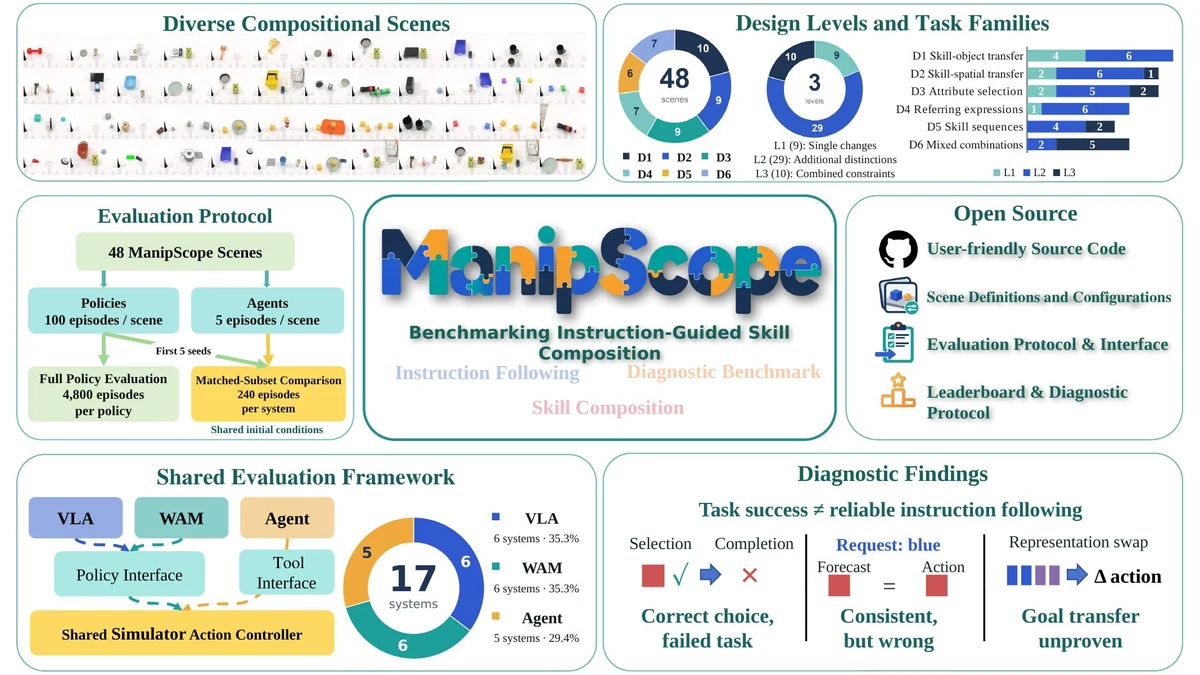 Diverse Compositional Scenes
Design Levels and Task Families
7
10
6
7
9
9
48
scenes
D1 D2 D3
D4 D5 D6
10
9
3
levels
29
L1 (9): Single changes
L2 (29): Additional distinctions
L3 (10): Combined constraints
D1 Skill-object transfer 4 6
D2 Skill-spatial transfer 2 6 1
D3 Attribute selection 2 5 2
D4 Referring expressions 1 6
D5 Skill sequences 4 2
D6 Mixed combinations 2 5
L1 L2 L3
Evaluation Protocol
48 ManipScope Scenes
Policies
100 episodes / scene
Agents
5 episodes / scene
First 5 seeds
Full Policy Evaluation
4,800 episodes
per policy
Matched-Subset Comparison
240 episodes
per system
Shared initial conditions
ManipScope
Benchmarking Instruction-Guided Skill
Composition
Instruction Following
Diagnostic Benchmark
Skill Composition
Open Source
User-friendly Source Code
Scene Definitions and Configurations
Evaluation Protocol & Interface
Leaderboard & Diagnostic
Protocol
Shared Evaluation Framework
VLA
WAM
Agent
Policy Interface
Tool
Interface
Shared Simulator Action Controller
5
6
17
systems
6
VLA
6 systems · 35.3%
WAM
6 systems · 35.3%
Agent
5 systems · 29.4%
Diagnostic Findings
Task success ≠ reliable instruction following
Selection Completion
✓ ✕
Correct choice,
failed task
Request: blue
Forecast Action
=
Consistent,
but wrong
Representation swap
Δ action
Goal transfer
unproven